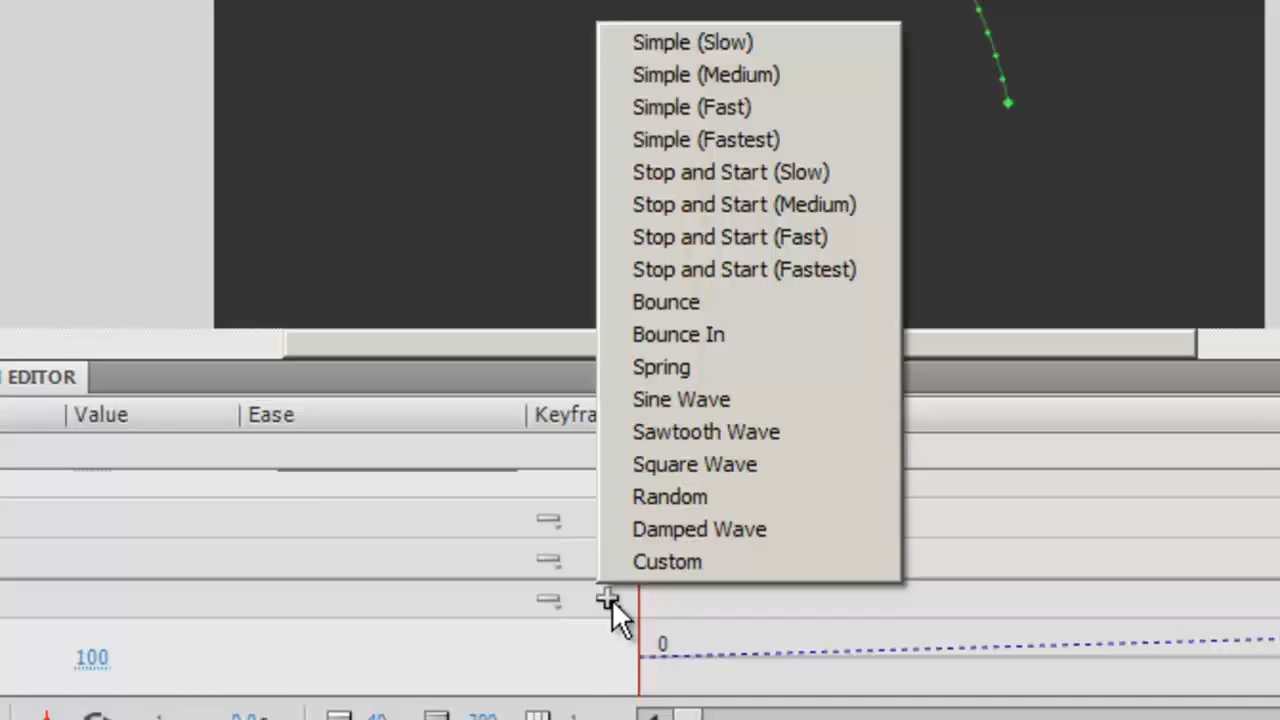 Simple (Slow)
Simple (Medium)
Simple (Fast)
Simple (Fastest)
Stop and Start (Slow)
Stop and Start (Medium)
Stop and Start (Fast)
Stop and Start (Fastest)
Bounce
Bounce In
Spring
Sine Wave
Sawtooth Wave
Square Wave
Random
Damped Wave
Custom
EDITOR
Value Ease Keyfra
0
100